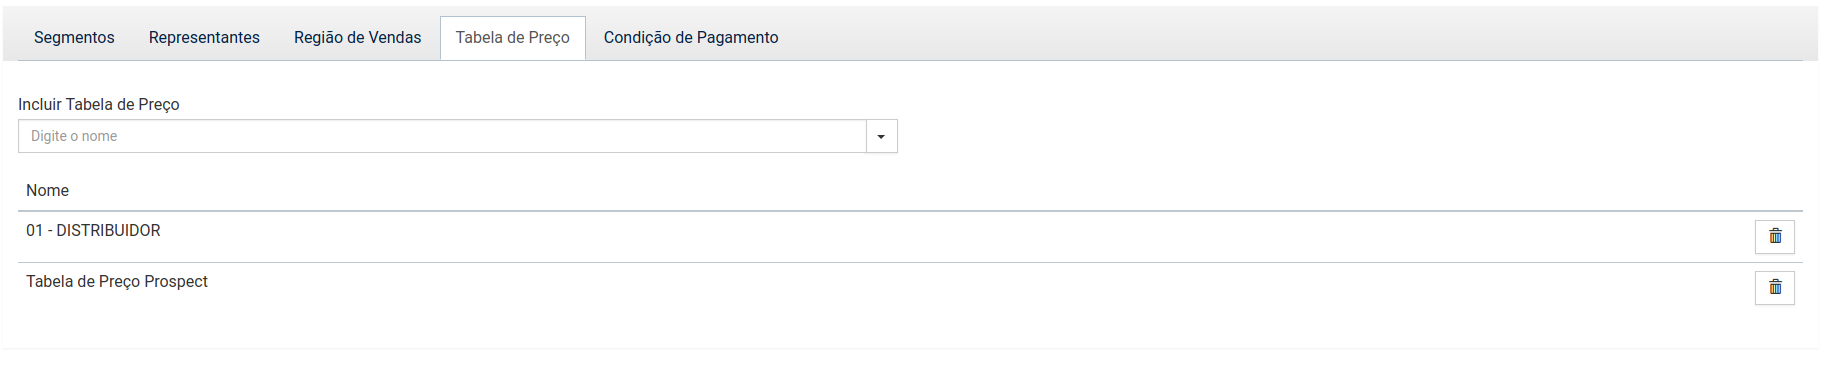 Segmentos Representantes Região de Vendas Tabela de Preço Condição de Pagamento
Incluir Tabela de Preço
Digite o nome
Nome
01 - DISTRIBUIDOR
Tabela de Preço Prospect